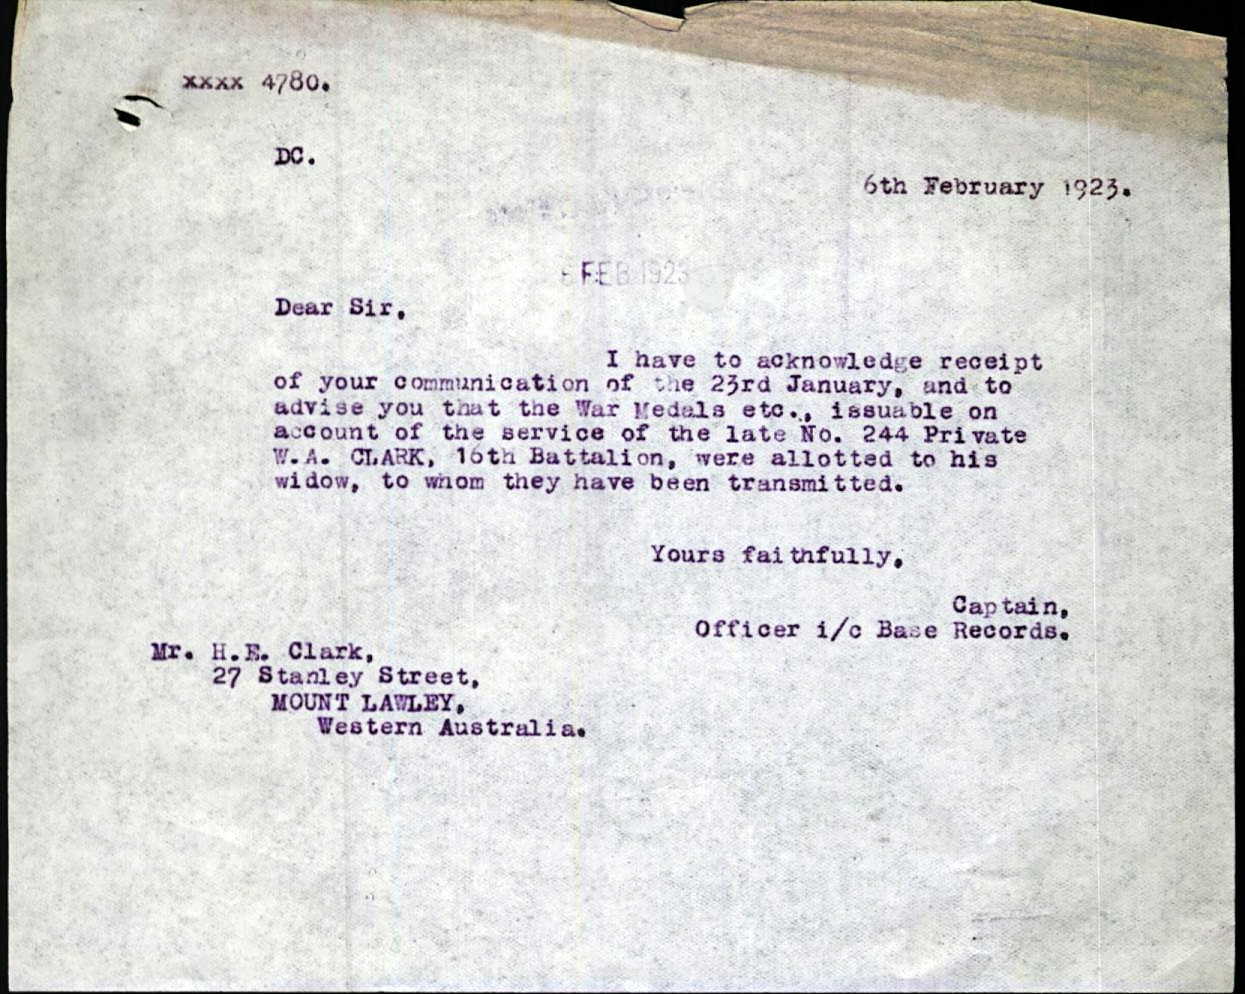 xxxx 4780.
DC.
6th February 1923.
FEB 1923
Dear Sir,
I have to acknowledge receipt
of your communication of the 23rd January, and to
advise you that the War Medals etc., issuable on
account of the service of the late No. 244 Private
W.A. CLARK, 16th Battalion, were allotted to his
widow, to whom they have been transmitted.
Yours faithfully,
Captain,
Officer i/c Base Records.
Mr. H.E. Clark,
27 Stanley Street,
MOUNT LAWLEY,
Western Australia.